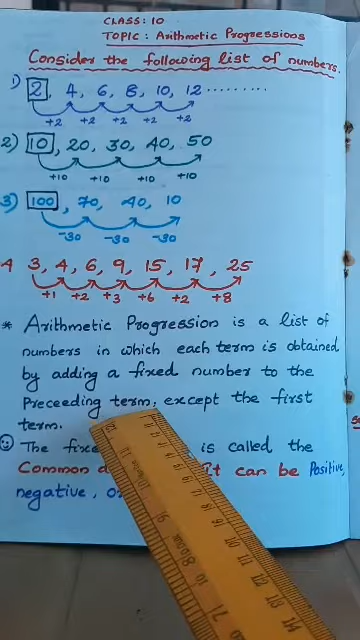 CLASS: 10
TOPIC: Arithmetic Progressions
Consider the following list of numbers.
1) 2, 4, 6, 8, 10, 12 ..........
+2 +2 +2 +2 +2
2) 10, 20, 30, 40, 50
+10 +10 +10 +10
3) 100, 70, 40, 10
-30 -30 -30
4 3, 4, 6, 9, 15, 17, 25
+1 +2 +3 +6 +2 +8
* Arithmetic Progression is a list of
numbers in which each term is obtained
by adding a fixed number to the
Preceeding term, except the first
term.
The is called the
Common It can be Positive,
negative,